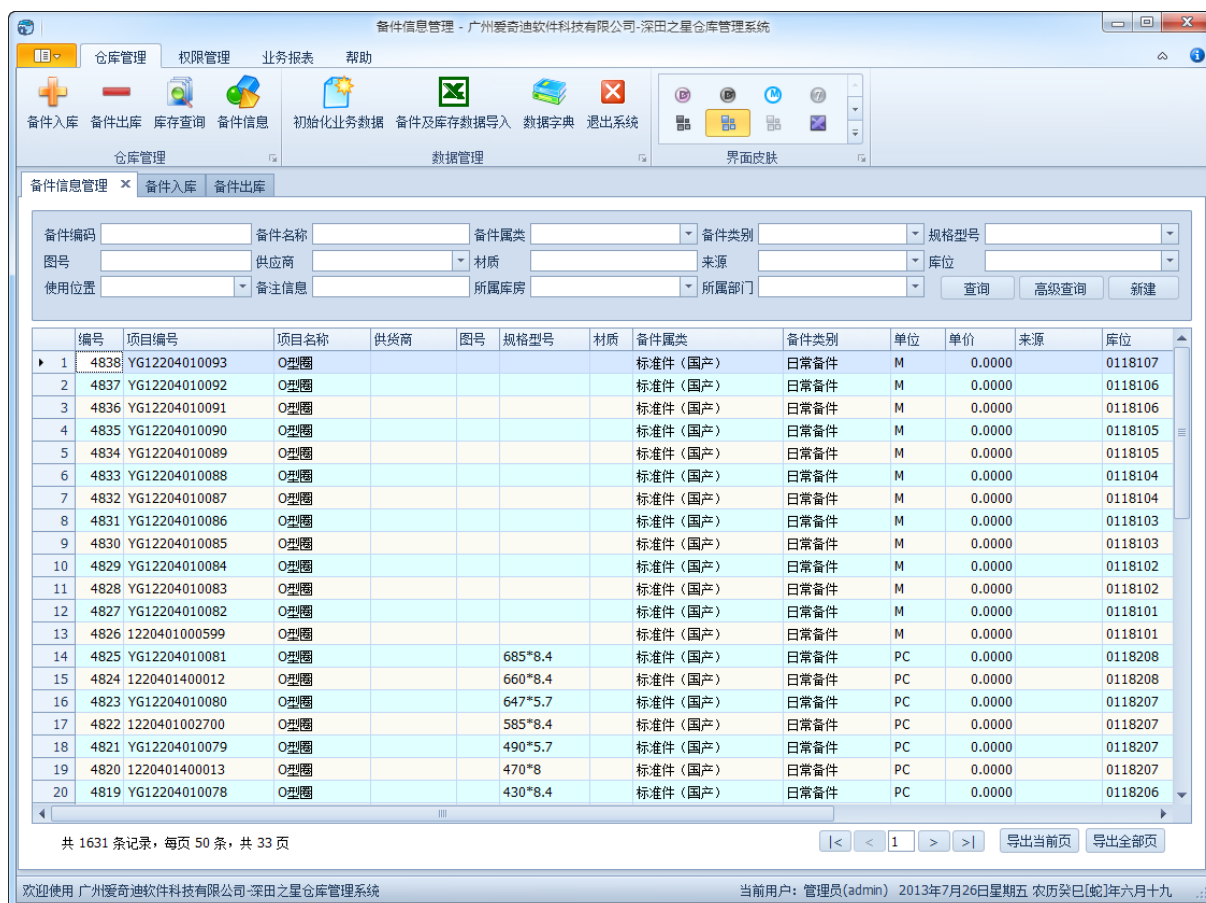 备件信息管理 - 广州爱奇迪软件科技有限公司-深田之星仓库管理系统
仓库管理 权限管理 业务报表 帮助
备件入库 备件出库 库存查询 备件信息 初始化业务数据 备件及库存数据导入 数据字典 退出系统
仓库管理 数据管理 界面皮肤
备件信息管理 备件入库 备件出库
备件编码 备件名称 备件属类 备件类别 规格型号
图号 供应商 材质 来源 库位
使用位置 备注信息 所属库房 所属部门 查询 高级查询 新建
编号 项目编号 项目名称 供货商 图号 规格型号 材质 备件属类 备件类别 单位 单价 来源 库位
1 4838 YG12204010093 O型圈 标准件（国产） 日常备件 M 0.0000 0118107
2 4837 YG12204010092 O型圈 标准件（国产） 日常备件 M 0.0000 0118106
3 4836 YG12204010091 O型圈 标准件（国产） 日常备件 M 0.0000 0118106
4 4835 YG12204010090 O型圈 标准件（国产） 日常备件 M 0.0000 0118105
5 4834 YG12204010089 O型圈 标准件（国产） 日常备件 M 0.0000 0118105
6 4833 YG12204010088 O型圈 标准件（国产） 日常备件 M 0.0000 0118104
7 4832 YG12204010087 O型圈 标准件（国产） 日常备件 M 0.0000 0118104
8 4831 YG12204010086 O型圈 标准件（国产） 日常备件 M 0.0000 0118103
9 4830 YG12204010085 O型圈 标准件（国产） 日常备件 M 0.0000 0118103
10 4829 YG12204010084 O型圈 标准件（国产） 日常备件 M 0.0000 0118102
11 4828 YG12204010083 O型圈 标准件（国产） 日常备件 M 0.0000 0118102
12 4827 YG12204010082 O型圈 标准件（国产） 日常备件 M 0.0000 0118101
13 4826 1220401000599 O型圈 标准件（国产） 日常备件 M 0.0000 0118101
14 4825 YG12204010081 O型圈 685*8.4 标准件（国产） 日常备件 PC 0.0000 0118208
15 4824 1220401400012 O型圈 660*8.4 标准件（国产） 日常备件 PC 0.0000 0118208
16 4823 YG12204010080 O型圈 647*5.7 标准件（国产） 日常备件 PC 0.0000 0118207
17 4822 1220401002700 O型圈 585*8.4 标准件（国产） 日常备件 PC 0.0000 0118207
18 4821 YG12204010079 O型圈 490*5.7 标准件（国产） 日常备件 PC 0.0000 0118207
19 4820 1220401400013 O型圈 470*8 标准件（国产） 日常备件 PC 0.0000 0118207
20 4819 YG12204010078 O型圈 430*8.4 标准件（国产） 日常备件 PC 0.0000 0118206
共 1631 条记录，每页 50 条，共 33 页 |< < 1 > >| 导出当前页 导出全部页
欢迎使用 广州爱奇迪软件科技有限公司-深田之星仓库管理系统 当前用户：管理员(admin) 2013年7月26日星期五 农历癸巳[蛇]年六月十九